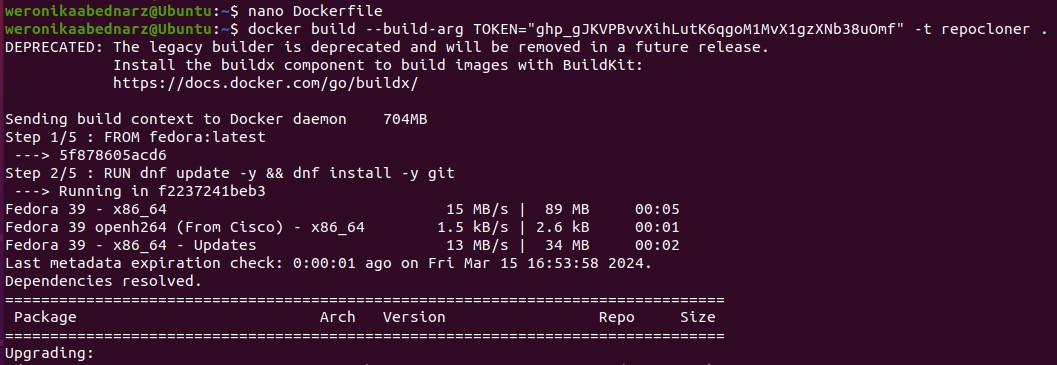 weronikaabednarz@Ubuntu:~$ nano Dockerfile
weronikaabednarz@Ubuntu:~$ docker build --build-arg TOKEN="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" -t repocloner .
DEPRECATED: The legacy builder is deprecated and will be removed in a future release.
Install the buildx component to build images with BuildKit:
https://docs.docker.com/go/buildx/
Sending build context to Docker daemon 704MB
Step 1/5 : FROM fedora:latest
---> 5f878605acd6
Step 2/5 : RUN dnf update -y && dnf install -y git
---> Running in f2237241beb3
Fedora 39 - x86_64 15 MB/s | 89 MB 00:05
Fedora 39 openh264 (From Cisco) - x86_64 1.5 kB/s | 2.6 kB 00:01
Fedora 39 - x86_64 - Updates 13 MB/s | 34 MB 00:02
Last metadata expiration check: 0:00:01 ago on Fri Mar 15 16:53:58 2024.
Dependencies resolved.
================================================================================
Package Arch Version Repo Size
================================================================================
Upgrading: